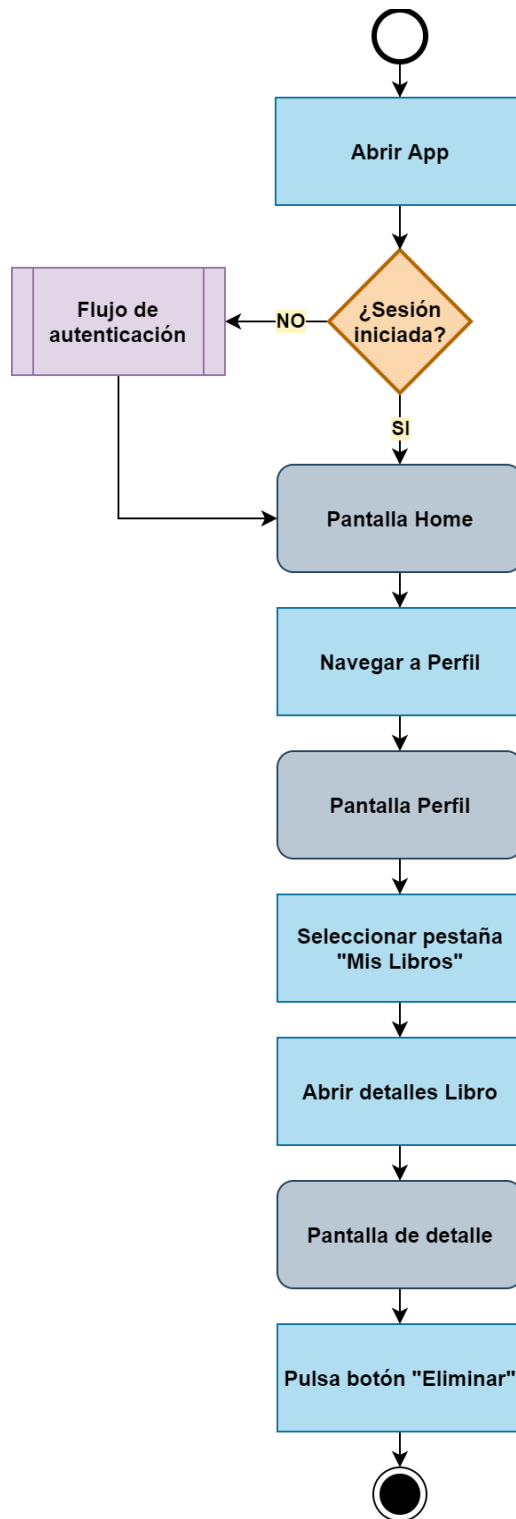 Abrir App
¿Sesión
iniciada?
NO
Flujo de
autenticación
SI
Pantalla Home
Navegar a Perfil
Pantalla Perfil
Seleccionar pestaña
"Mis Libros"
Abrir detalles Libro
Pantalla de detalle
Pulsa botón "Eliminar"